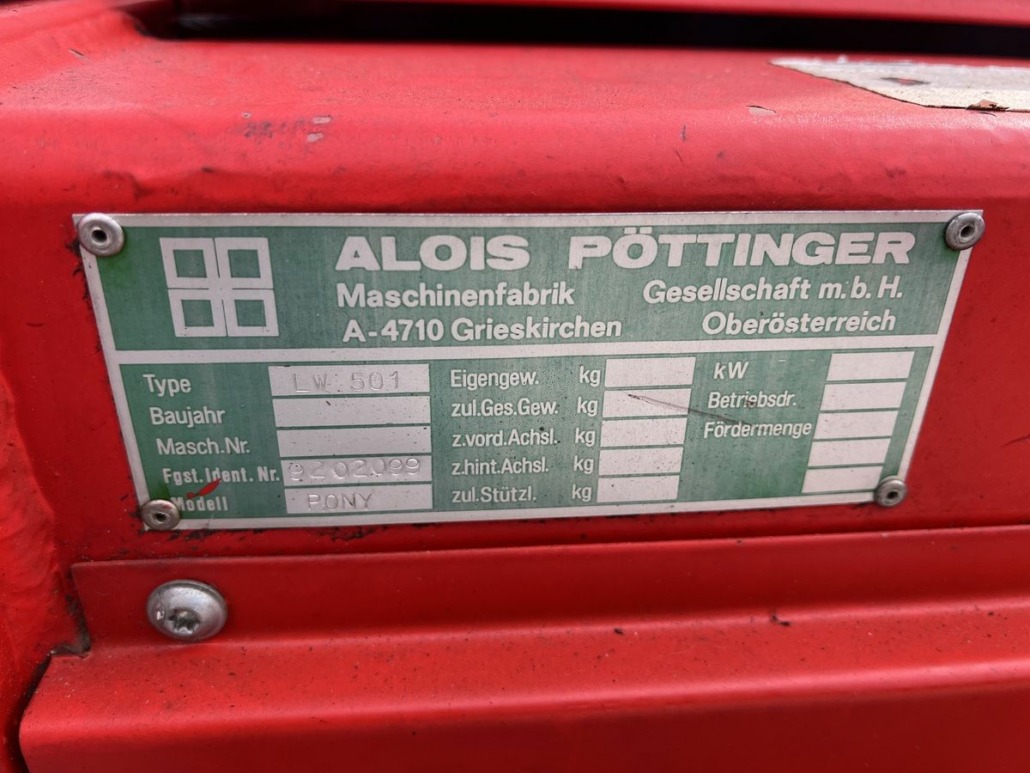 ALOIS PÖTTINGER
Maschinenfabrik Gesellschaft m.b.H.
A-4710 Grieskirchen Oberösterreich
Type LW 501
Baujahr
Masch.Nr.
Fgst.Ident.Nr.
Modell PONY
Eigengew. kg
zul.Ges.Gew. kg
z.vord.Achsl. kg
z.hint.Achsl. kg
zul.Stützl. kg
kW
Betriebsdr.
Fördermenge